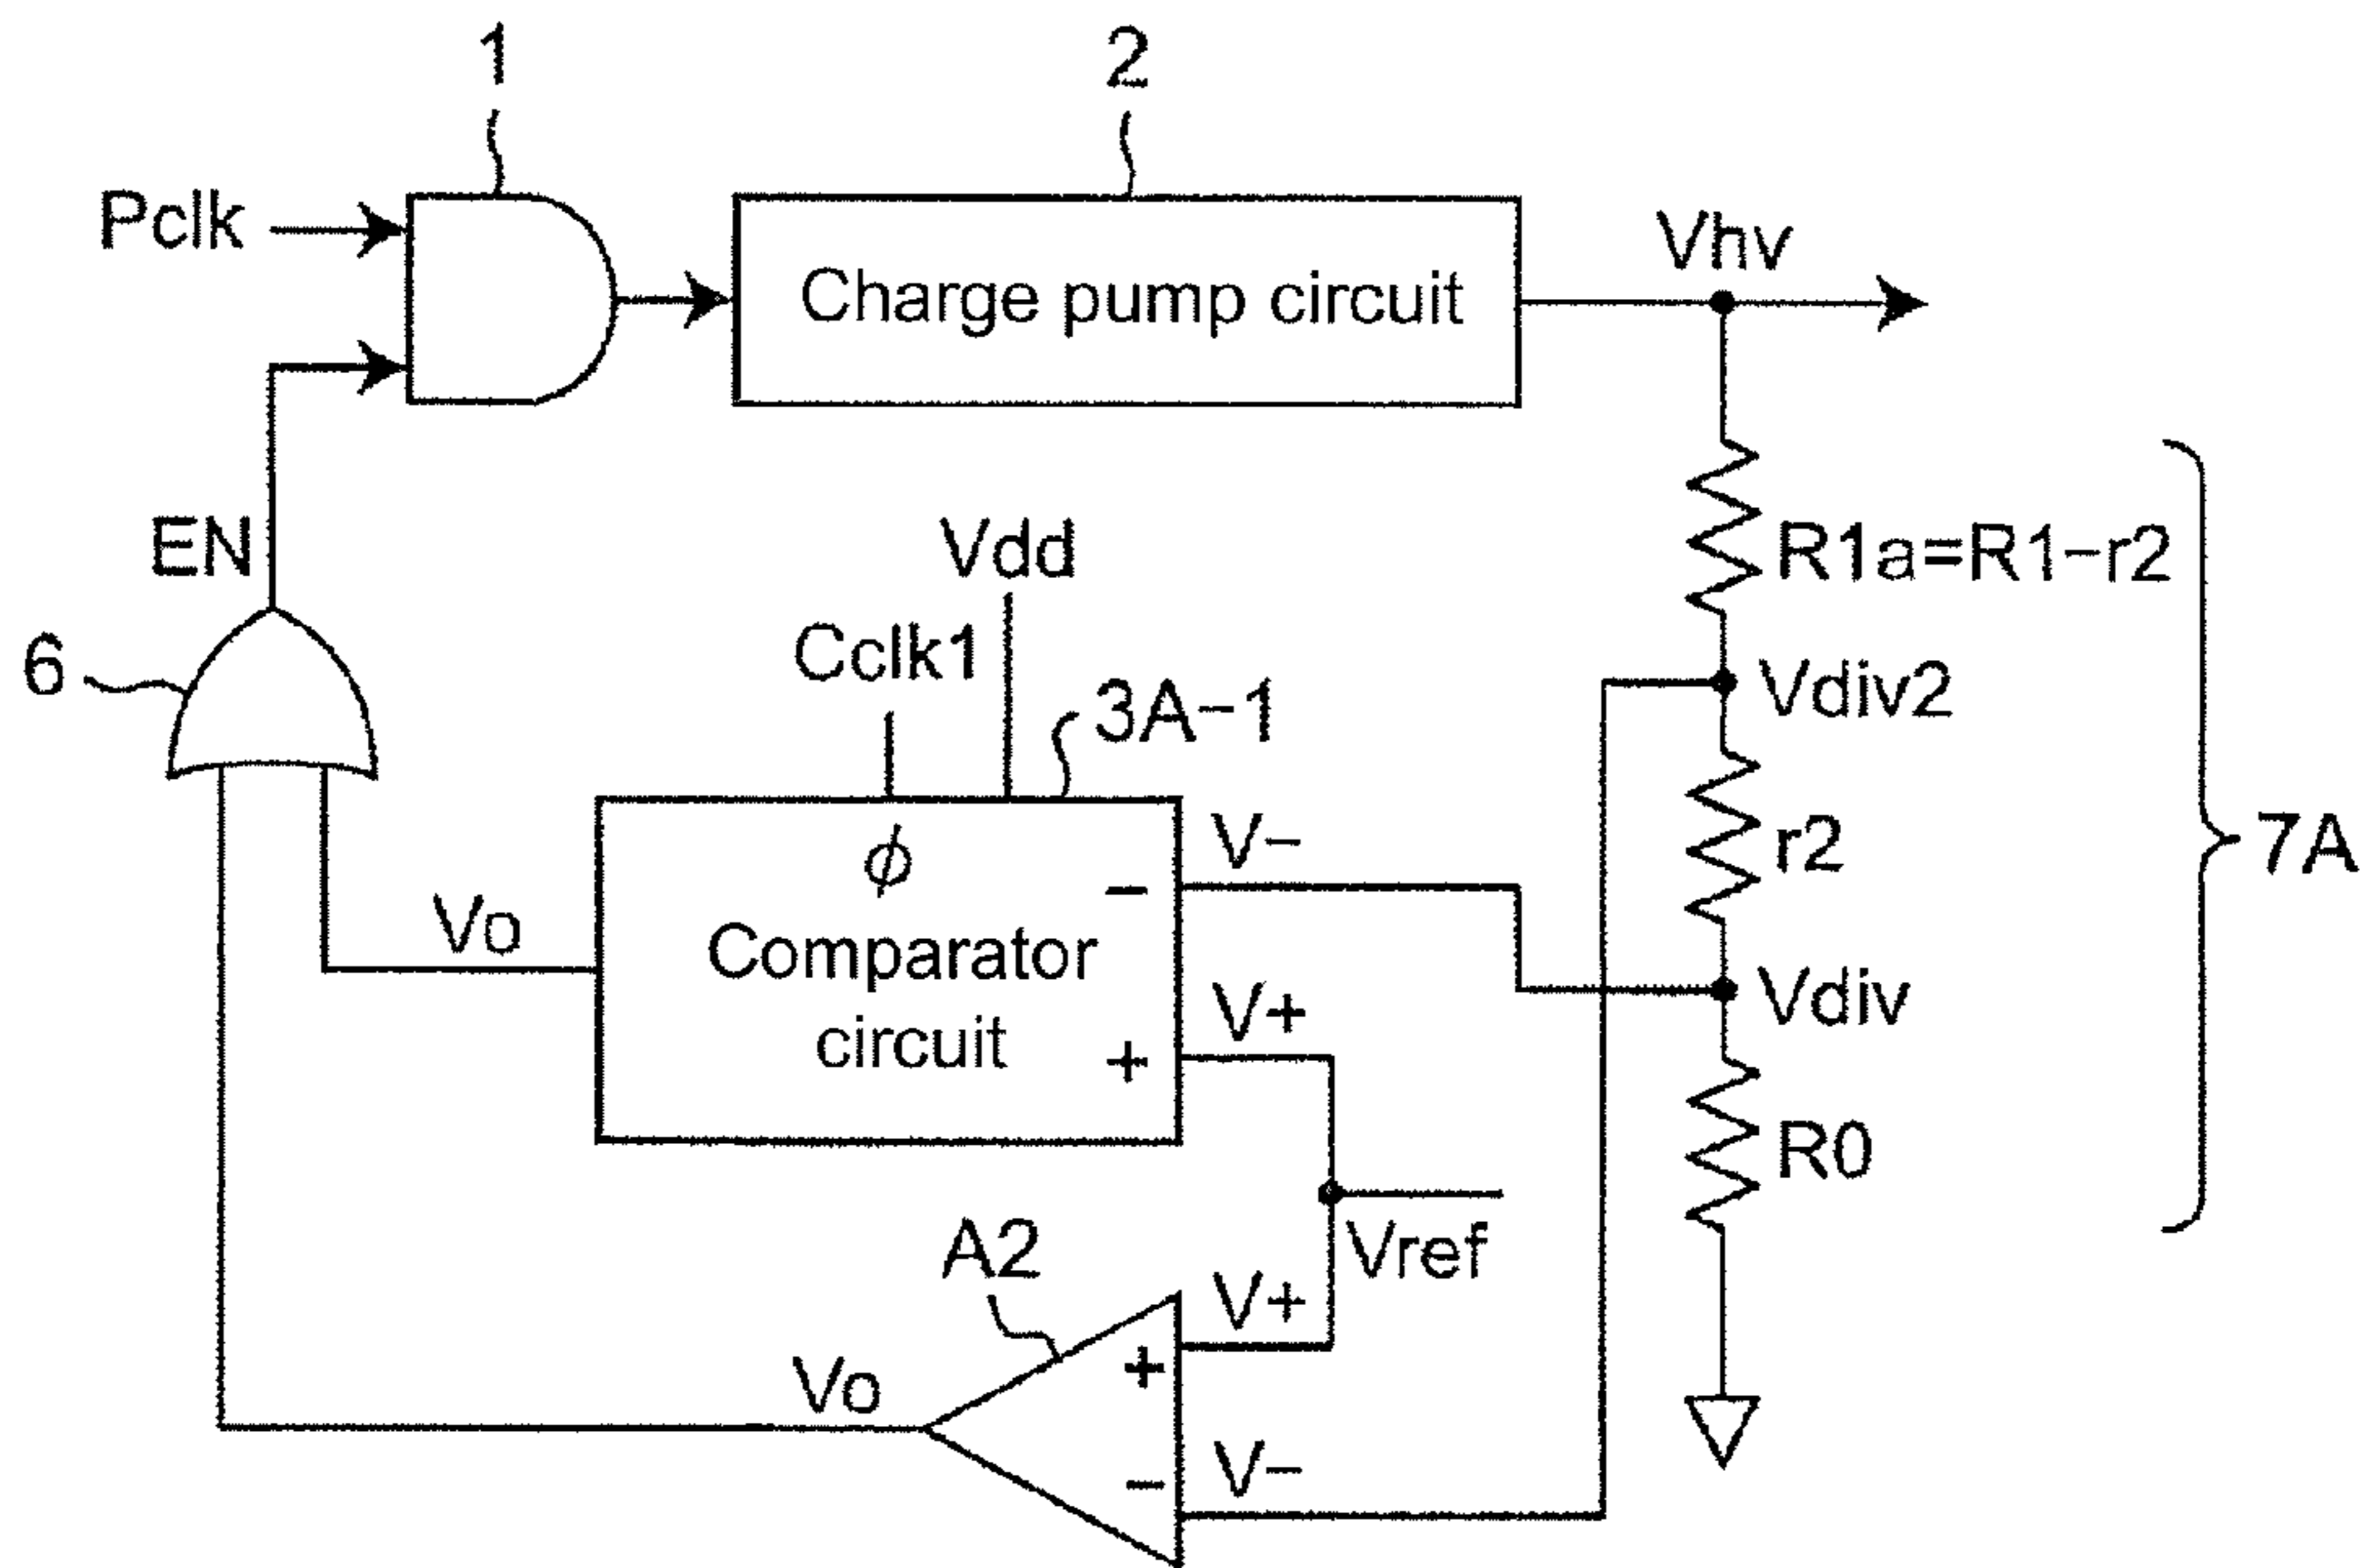 1
2
Pclk
Charge pump circuit
Vhv
EN
Vdd
R1a=R1−r2
6
Cclk1
3A−1
Vdiv2
ϕ
V−
−
r2
7A
Vo
Comparator
circuit
V+
+
Vdiv
R0
A2
Vref
V+
+
Vo
V−
−